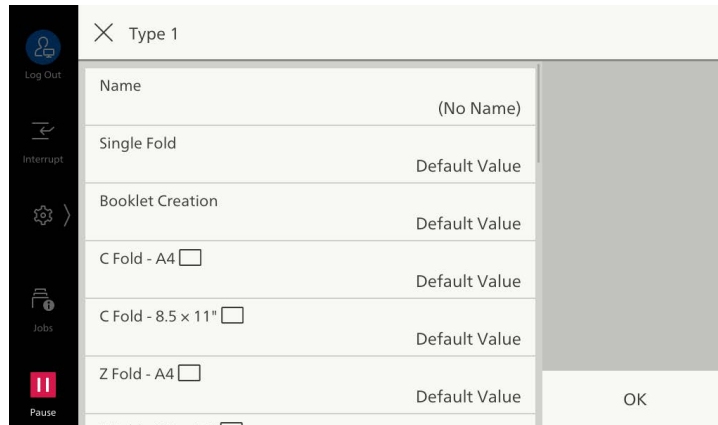 Type 1
Log Out
Name
(No Name)
Interrupt
Single Fold
Default Value
Booklet Creation
Default Value
C Fold - A4
Default Value
Jobs
C Fold - 8.5 × 11"
Default Value
Z Fold - A4
Default Value
OK
Pause